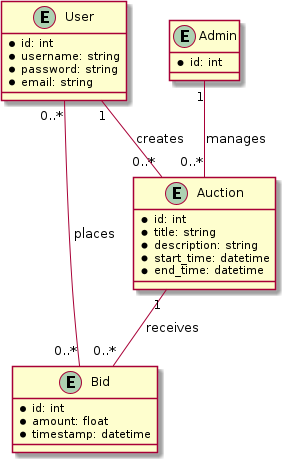 E User
id: int
username: string
password: string
email: string
E Admin
id: int
0..*
1
1
creates
manages
0..*
0..*
E Auction
id: int
title: string
description: string
start_time: datetime
end_time: datetime
places
1
receives
0..*
0..*
E Bid
id: int
amount: float
timestamp: datetime